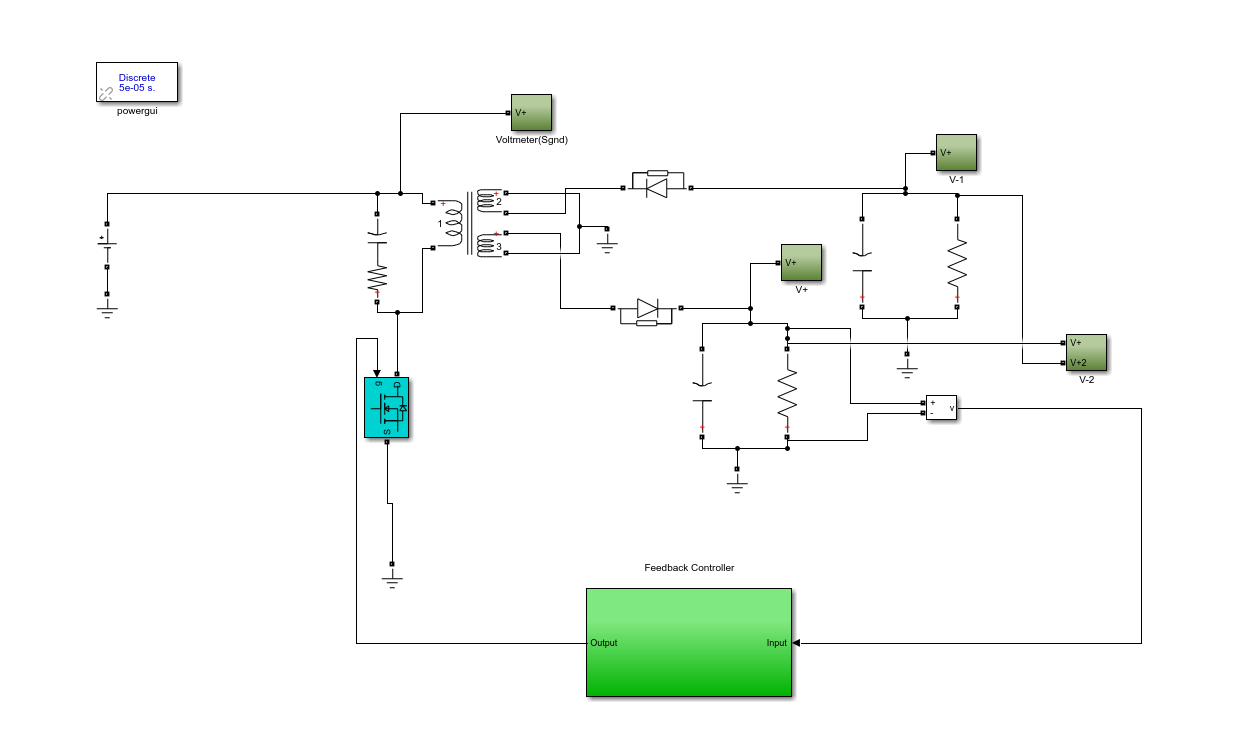 Discrete
5e-05 s.
powergui
V+
Voltmeter(Sgnd)
V+
V-1
+
+
1
+
2
+
3
V+
V+
+
+
+
V+
V+2
V-2
g
D
S
+
+
+
-
v
Feedback Controller
Output
Input